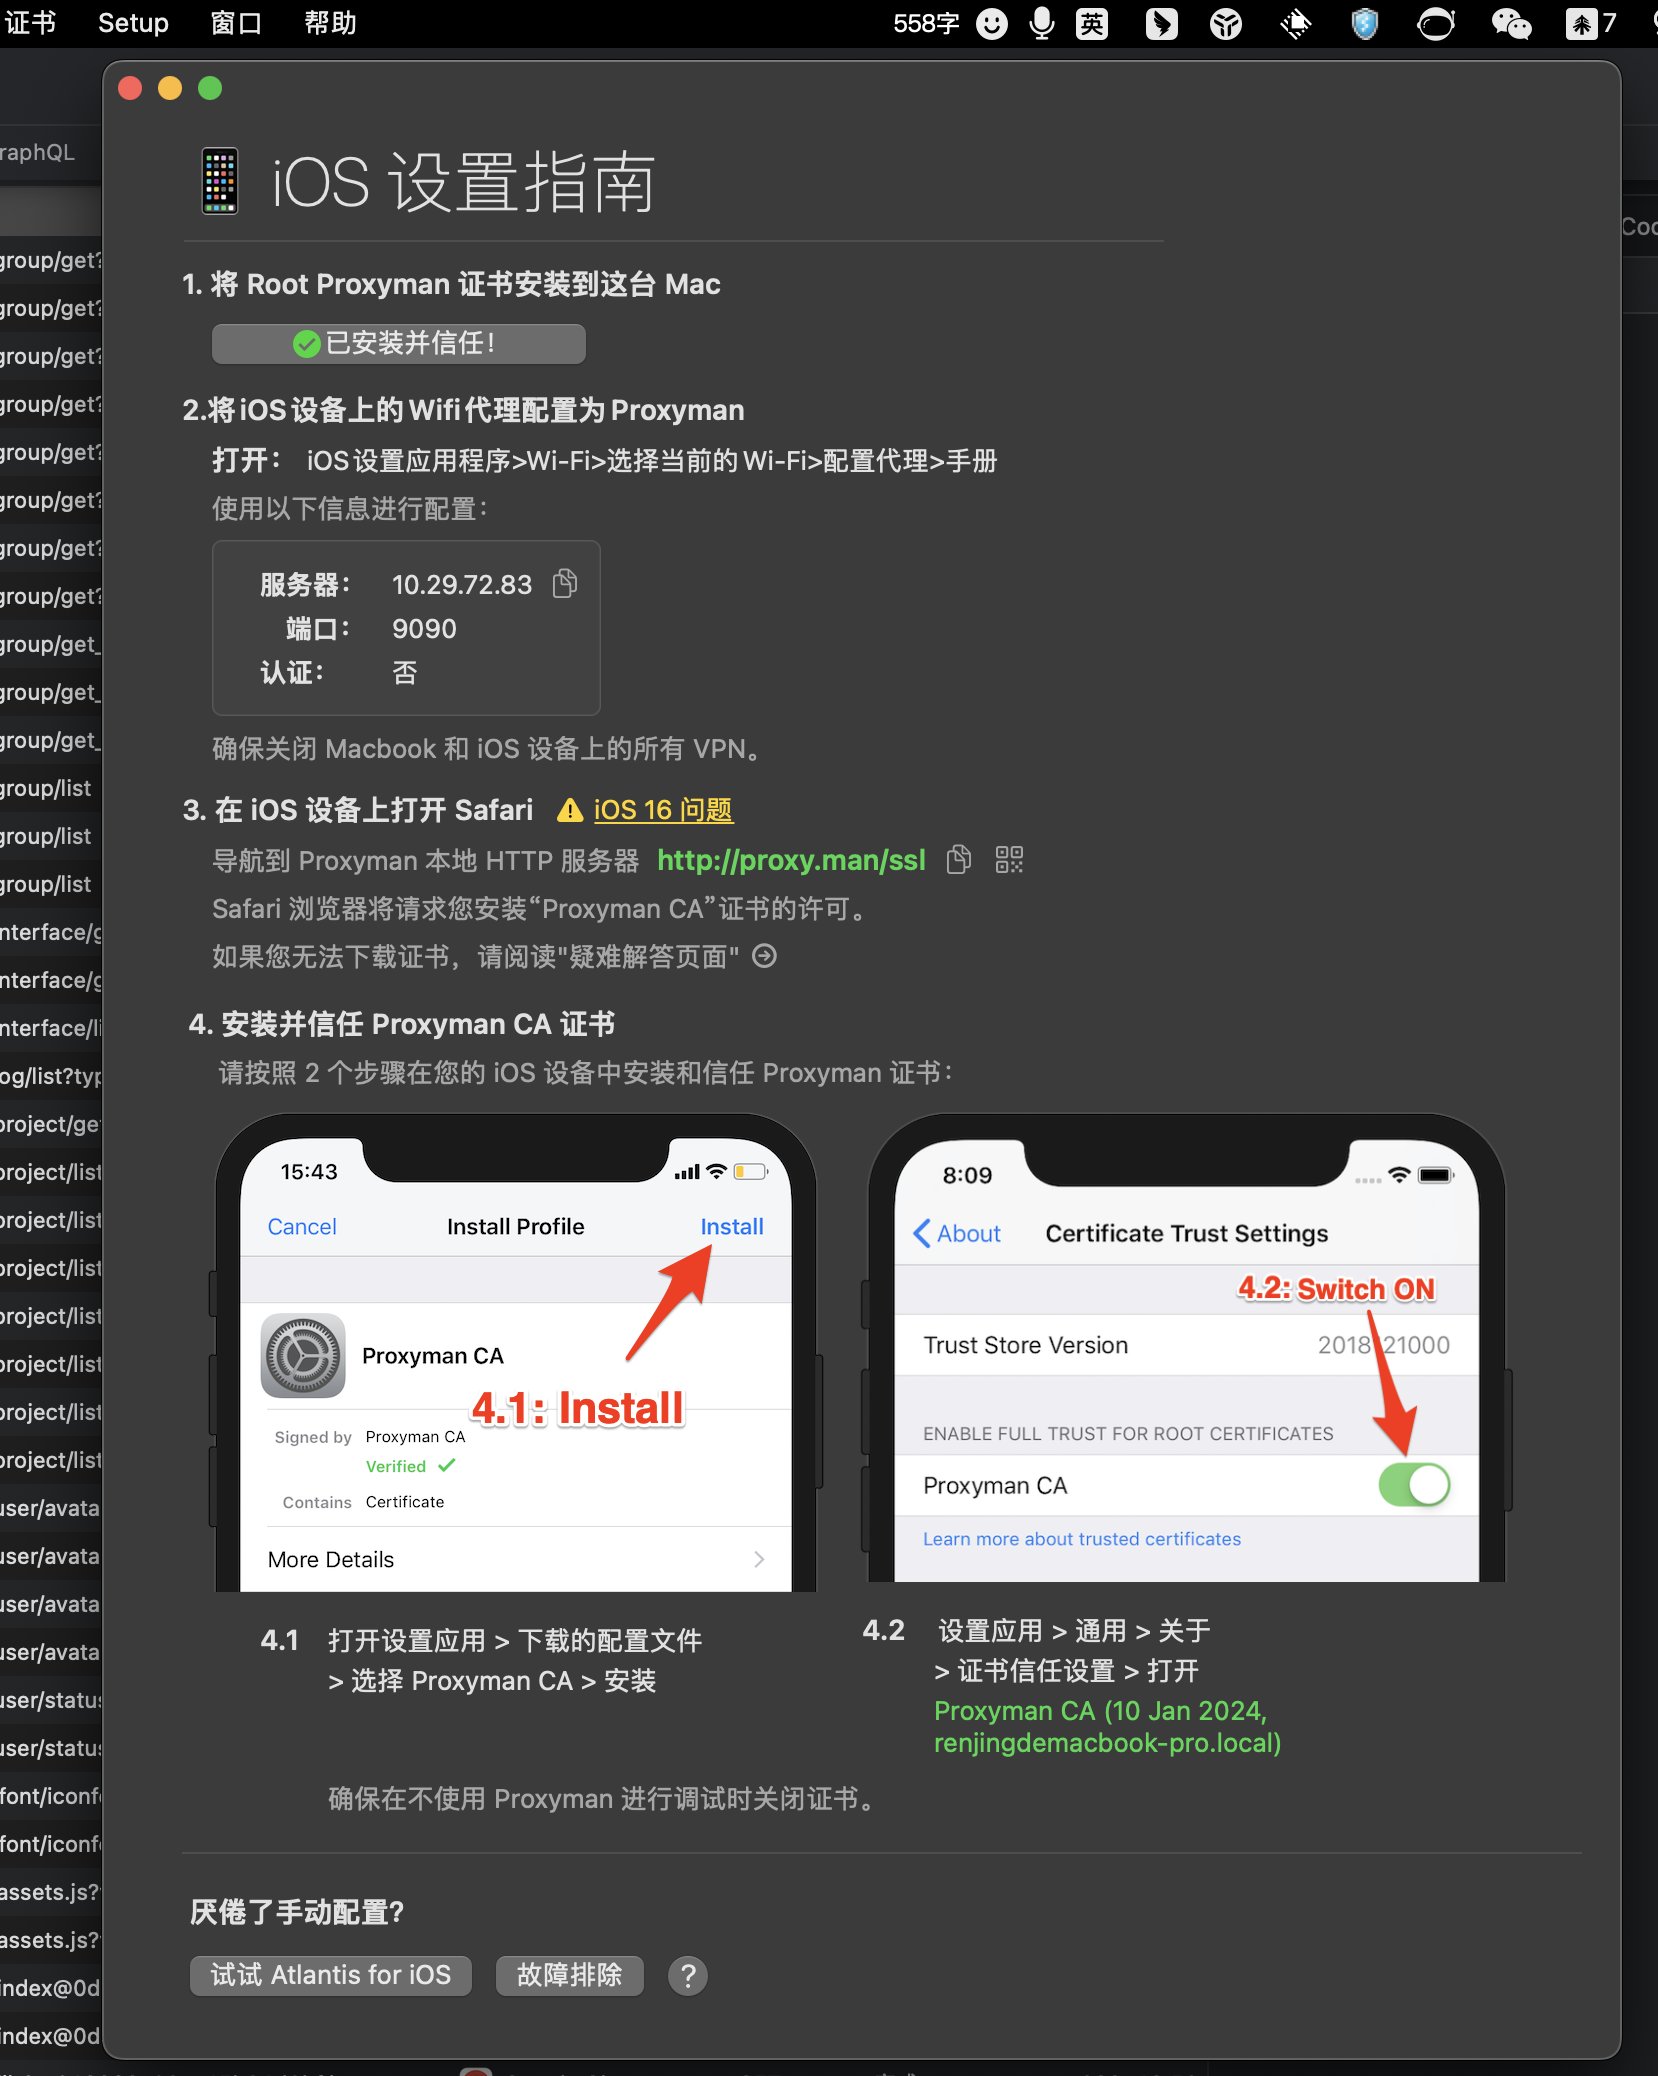 证书 Setup 窗口 帮助 558字 英 7
iOS 设置指南
1. 将 Root Proxyman 证书安装到这台 Mac
已安装并信任！
2.将iOS设备上的Wifi代理配置为Proxyman
打开： iOS设置应用程序>Wi-Fi>选择当前的Wi-Fi>配置代理>手册
使用以下信息进行配置：
服务器： 10.29.72.83
端口： 9090
认证： 否
确保关闭 Macbook 和 iOS 设备上的所有 VPN。
3. 在 iOS 设备上打开 Safari iOS 16 问题
导航到 Proxyman 本地 HTTP 服务器 http://proxy.man/ssl
Safari 浏览器将请求您安装“Proxyman CA”证书的许可。
如果您无法下载证书，请阅读"疑难解答页面"
4. 安装并信任 Proxyman CA 证书
请按照 2 个步骤在您的 iOS 设备中安装和信任 Proxyman 证书：
15:43
Cancel Install Profile Install
Proxyman CA
4.1: Install
Signed by Proxyman CA
Verified
Contains Certificate
More Details
8:09
About Certificate Trust Settings
4.2: Switch ON
Trust Store Version 2018 21000
ENABLE FULL TRUST FOR ROOT CERTIFICATES
Proxyman CA
Learn more about trusted certificates
4.1 打开设置应用 > 下载的配置文件
> 选择 Proxyman CA > 安装
4.2 设置应用 > 通用 > 关于
> 证书信任设置 > 打开
Proxyman CA (10 Jan 2024,
renjingdemacbook-pro.local)
确保在不使用 Proxyman 进行调试时关闭证书。
厌倦了手动配置?
试试 Atlantis for iOS 故障排除 ?
raphQL
group/get?
group/get?
group/get?
group/get?
group/get?
group/get?
group/get?
group/get?
group/get_
group/get_
group/get_
group/list
group/list
group/list
nterface/g
nterface/g
nterface/li
og/list?typ
project/get
project/list
project/list
project/list
project/list
project/list
project/list
project/list
user/avata
user/avata
user/avata
user/avata
user/status
user/status
font/iconfo
font/iconfo
assets.js?
assets.js?
index@0d
index@0d
Coo